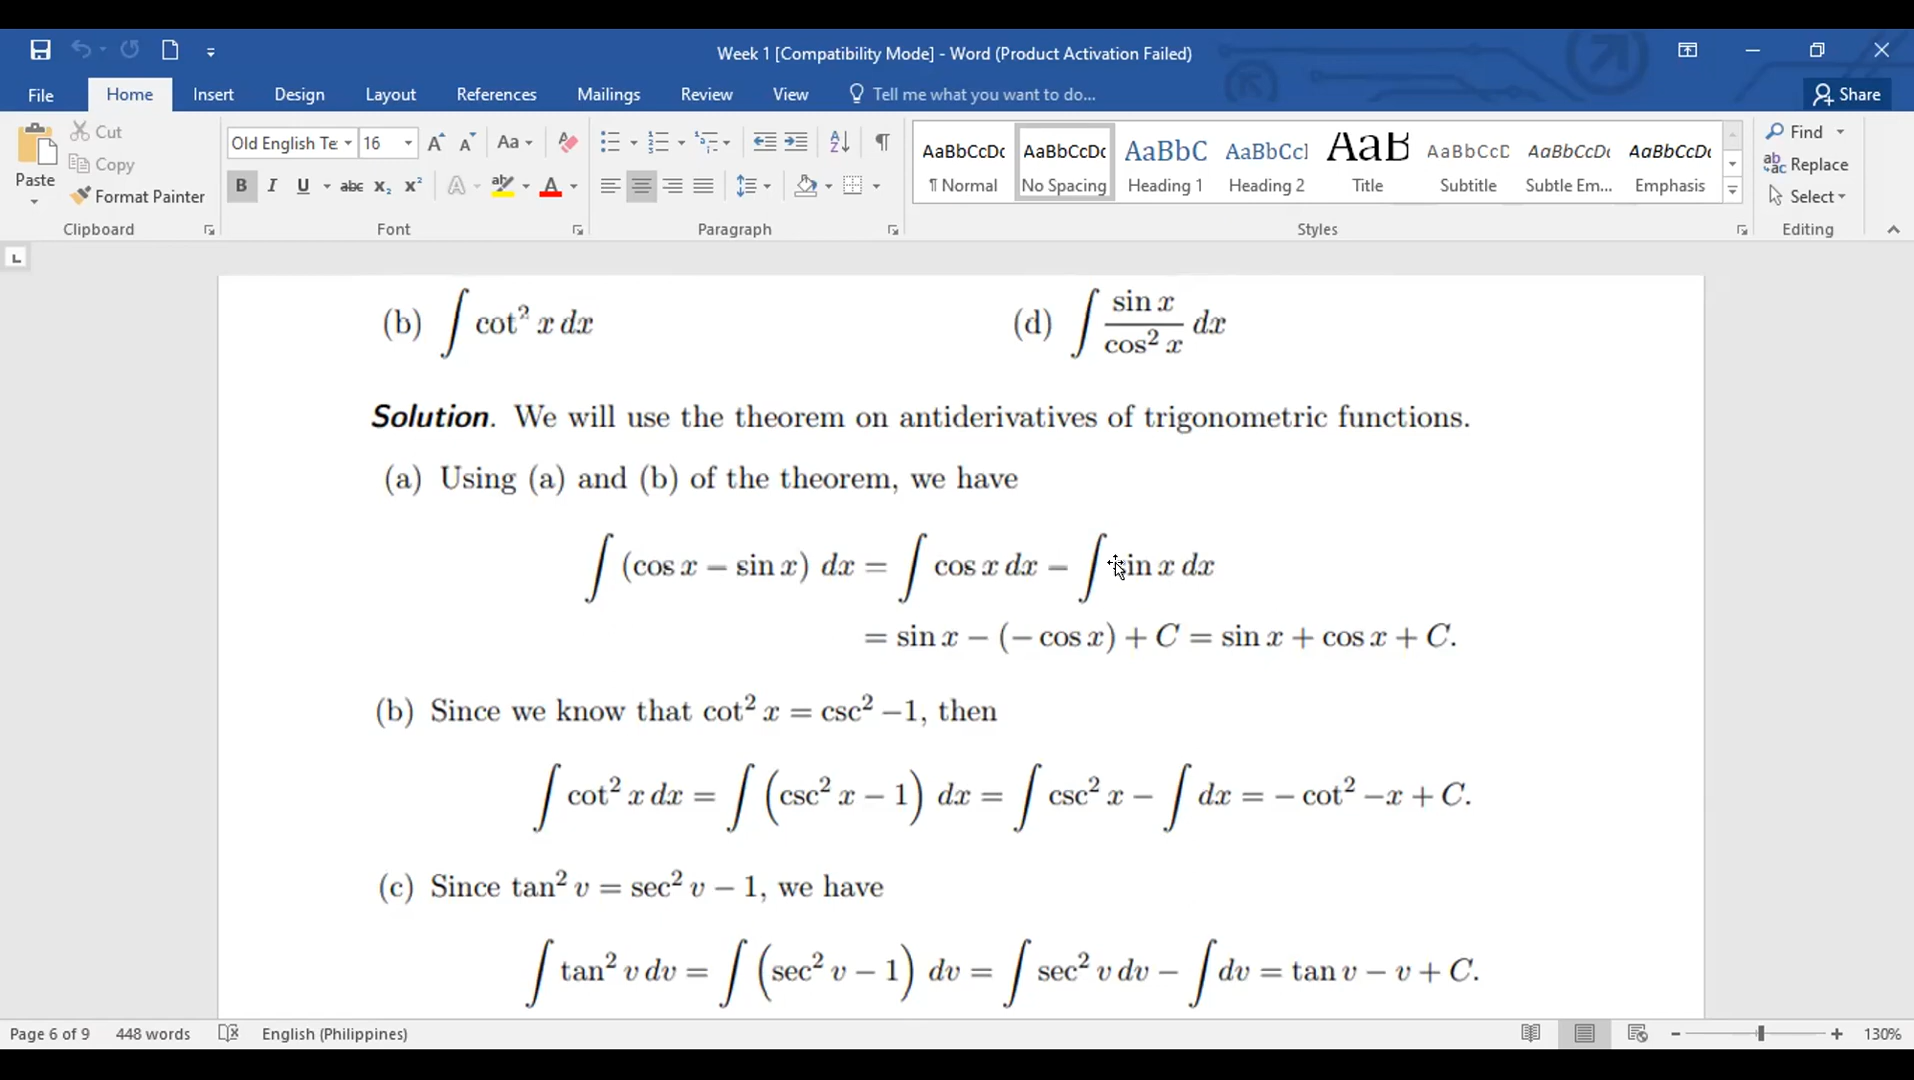 Week 1 [Compatibility Mode] - Word (Product Activation Failed)
File Home Insert Design Layout References Mailings Review View Tell me what you want to do... Share
Paste Cut Copy Format Painter
Clipboard
Old English Te 16 Aa
B I U abc x₂ x² A ab A
Font
Paragraph
AaBbCcDc AaBbCcDc AaBbC AaBbCcl AaB AaBbCcD AaBbCcDc AaBbCcDc
¶ Normal No Spacing Heading 1 Heading 2 Title Subtitle Subtle Em... Emphasis
Styles
Find
Replace
Select
Editing
(b) ∫ cot² x dx (d) ∫ sin x / cos² x dx
Solution. We will use the theorem on antiderivatives of trigonometric functions.
(a) Using (a) and (b) of the theorem, we have
∫ (cos x − sin x) dx = ∫ cos x dx − ∫ sin x dx
= sin x − (− cos x) + C = sin x + cos x + C.
(b) Since we know that cot² x = csc² −1, then
∫ cot² x dx = ∫ (csc² x − 1) dx = ∫ csc² x − ∫ dx = − cot² −x + C.
(c) Since tan² v = sec² v − 1, we have
∫ tan² v dv = ∫ (sec² v − 1) dv = ∫ sec² v dv − ∫ dv = tan v − v + C.
Page 6 of 9 448 words English (Philippines) 130%